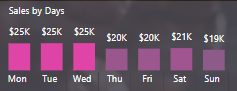 Sales by Days
$25K $25K $25K $20K $20K $21K $19K
Mon Tue Wed Thu Fri Sat Sun